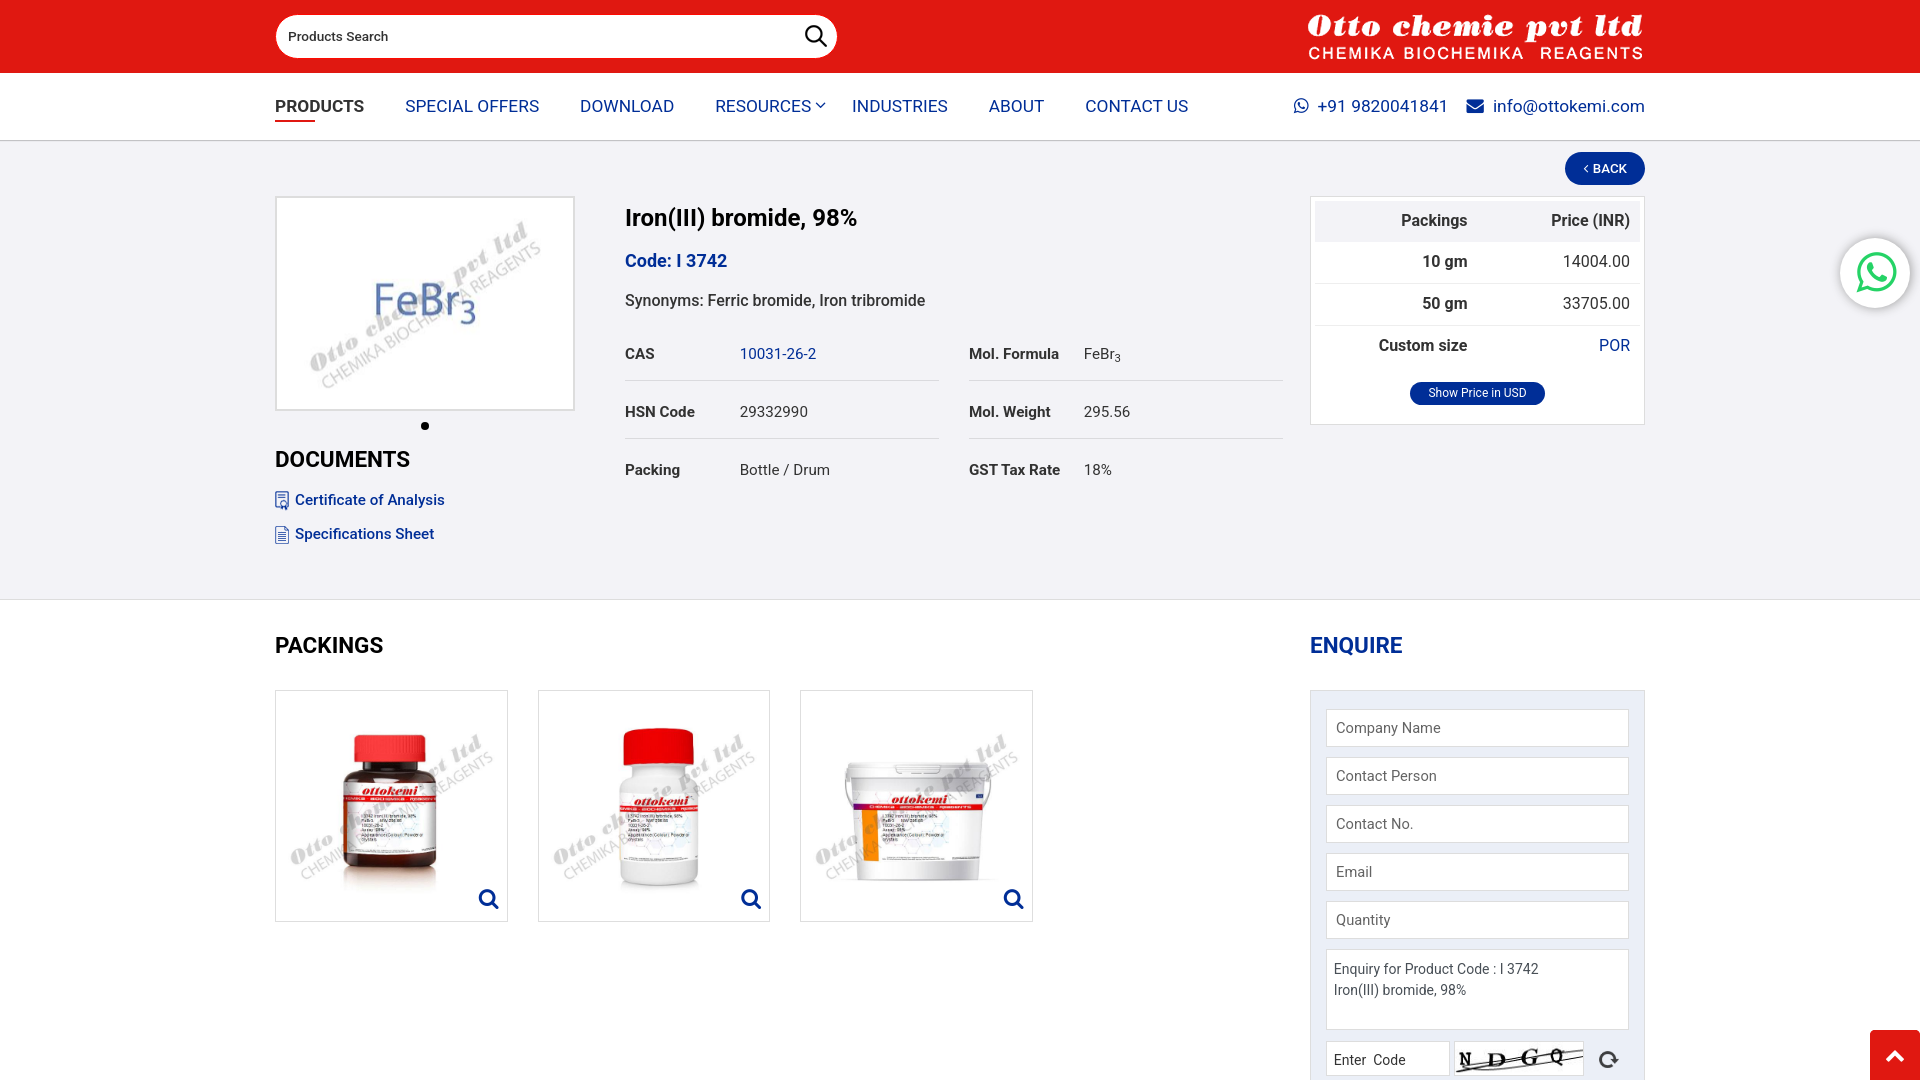 Products Search
Otto chemie pvt ltd
CHEMIKA BIOCHEMIKA REAGENTS
PRODUCTS
SPECIAL OFFERS
DOWNLOAD
RESOURCES
INDUSTRIES
ABOUT
CONTACT US
+91 9820041841
info@ottokemi.com
BACK
FeBr3
Otto chemie pvt ltd
CHEMIKA BIOCHEMIKA REAGENTS
DOCUMENTS
Certificate of Analysis
Specifications Sheet
Iron(III) bromide, 98%
Code: I 3742
Synonyms: Ferric bromide, Iron tribromide
CAS 10031-26-2
Mol. Formula FeBr3
HSN Code 29332990
Mol. Weight 295.56
Packing Bottle / Drum
GST Tax Rate 18%
Packings Price (INR)
10 gm 14004.00
50 gm 33705.00
Custom size POR
Show Price in USD
PACKINGS
ottokemi
ottokemi
ottokemi
ENQUIRE
Company Name
Contact Person
Contact No.
Email
Quantity
Enquiry for Product Code : I 3742
Iron(III) bromide, 98%
Enter Code
N D G Q